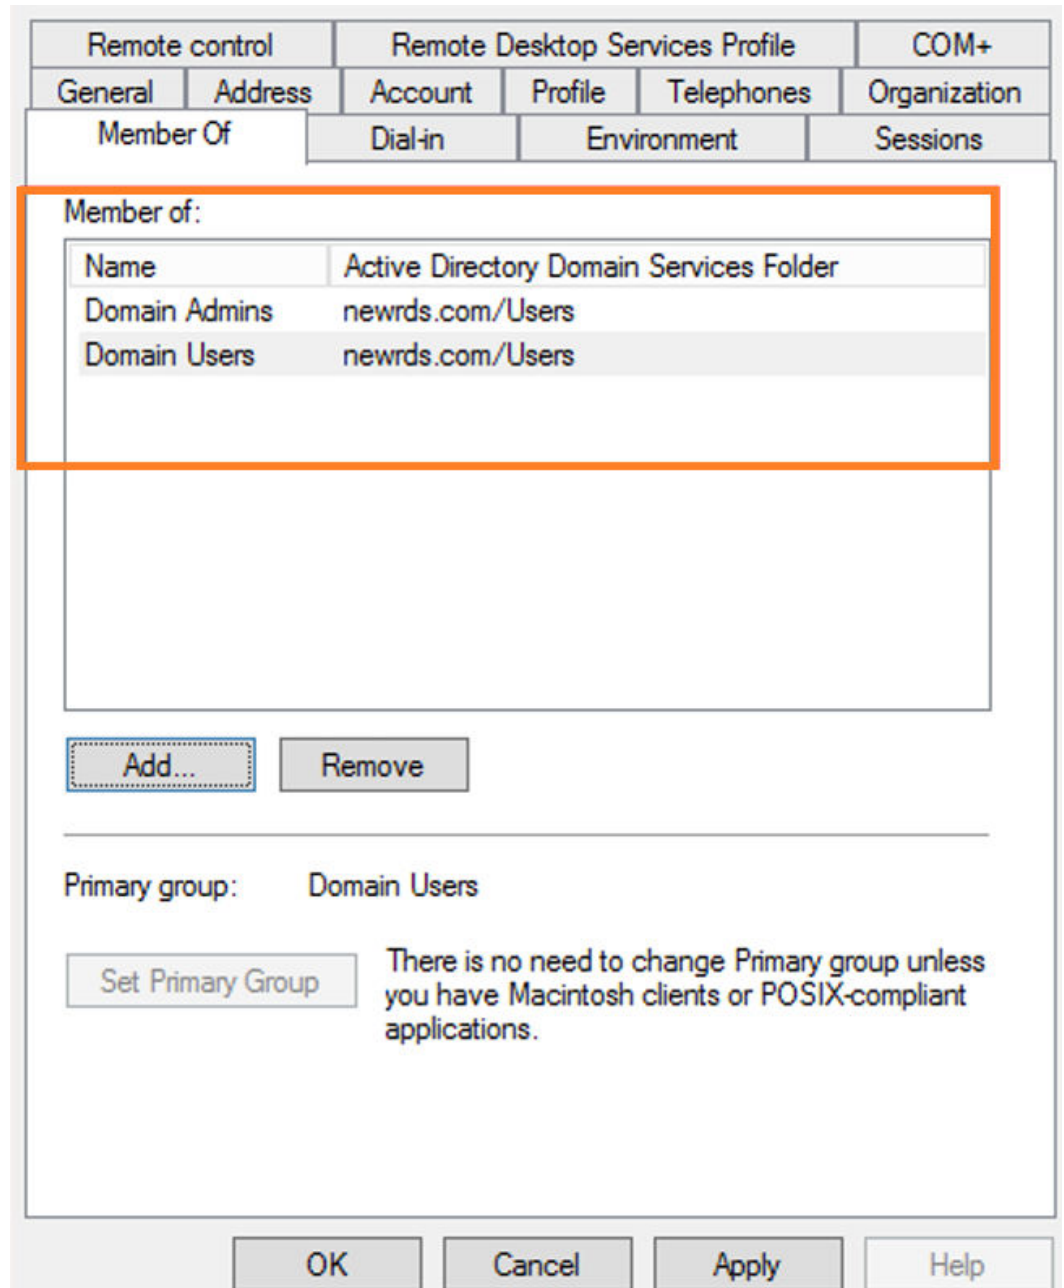 Remote control Remote Desktop Services Profile COM+
General Address Account Profile Telephones Organization
Member Of Dial-in Environment Sessions
Member of:
Name Active Directory Domain Services Folder
Domain Admins newrds.com/Users
Domain Users newrds.com/Users
Add... Remove
Primary group: Domain Users
Set Primary Group
There is no need to change Primary group unless
you have Macintosh clients or POSIX-compliant
applications.
OK Cancel Apply Help